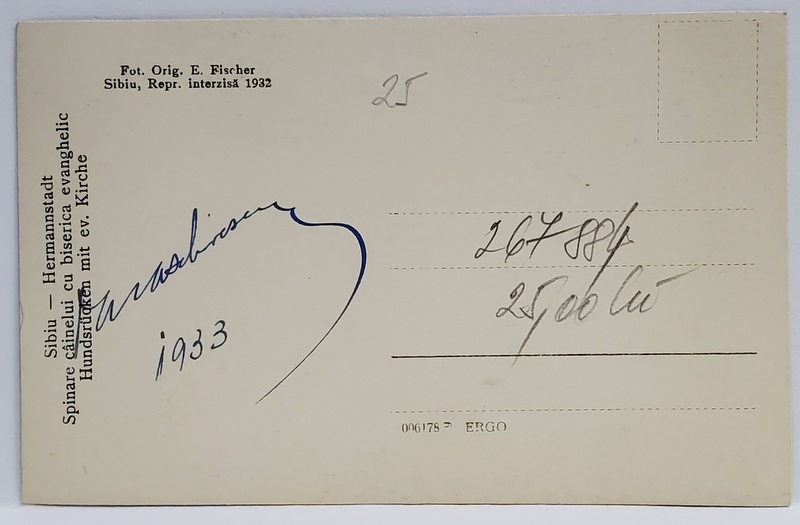 Fot. Orig. E. Fischer
Sibiu, Repr. interzisă 1932
25
Sibiu — Hermannstadt
Spinare câinelui cu biserica evanghelic
Hundsrücken mit ev. Kirche
1933
267884
25,00 lei
006178 ERGO